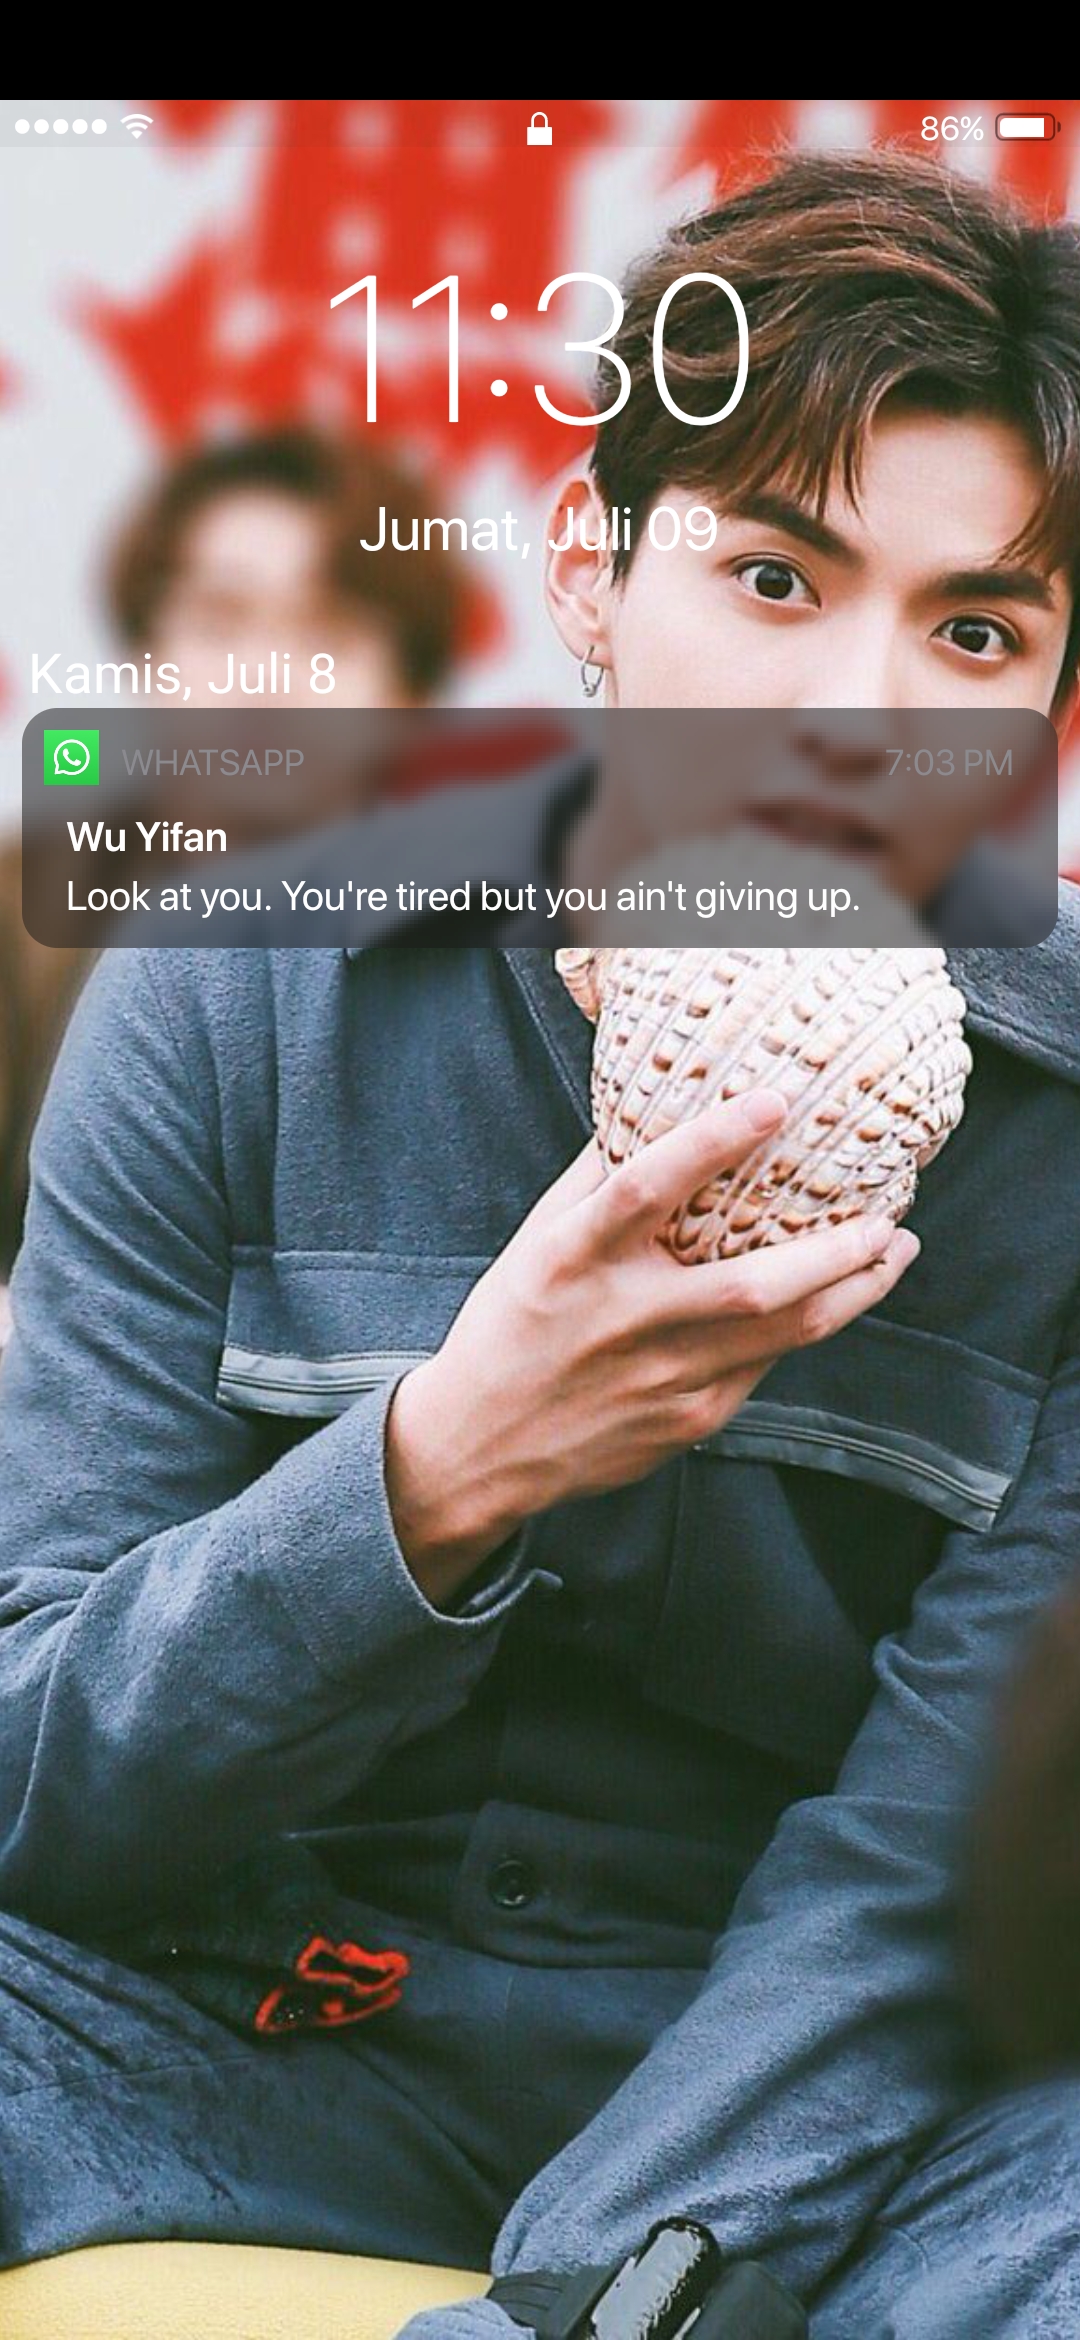 86%
11:30
Jumat, Juli 09
Kamis, Juli 8
WHATSAPP 7:03 PM
Wu Yifan
Look at you. You're tired but you ain't giving up.